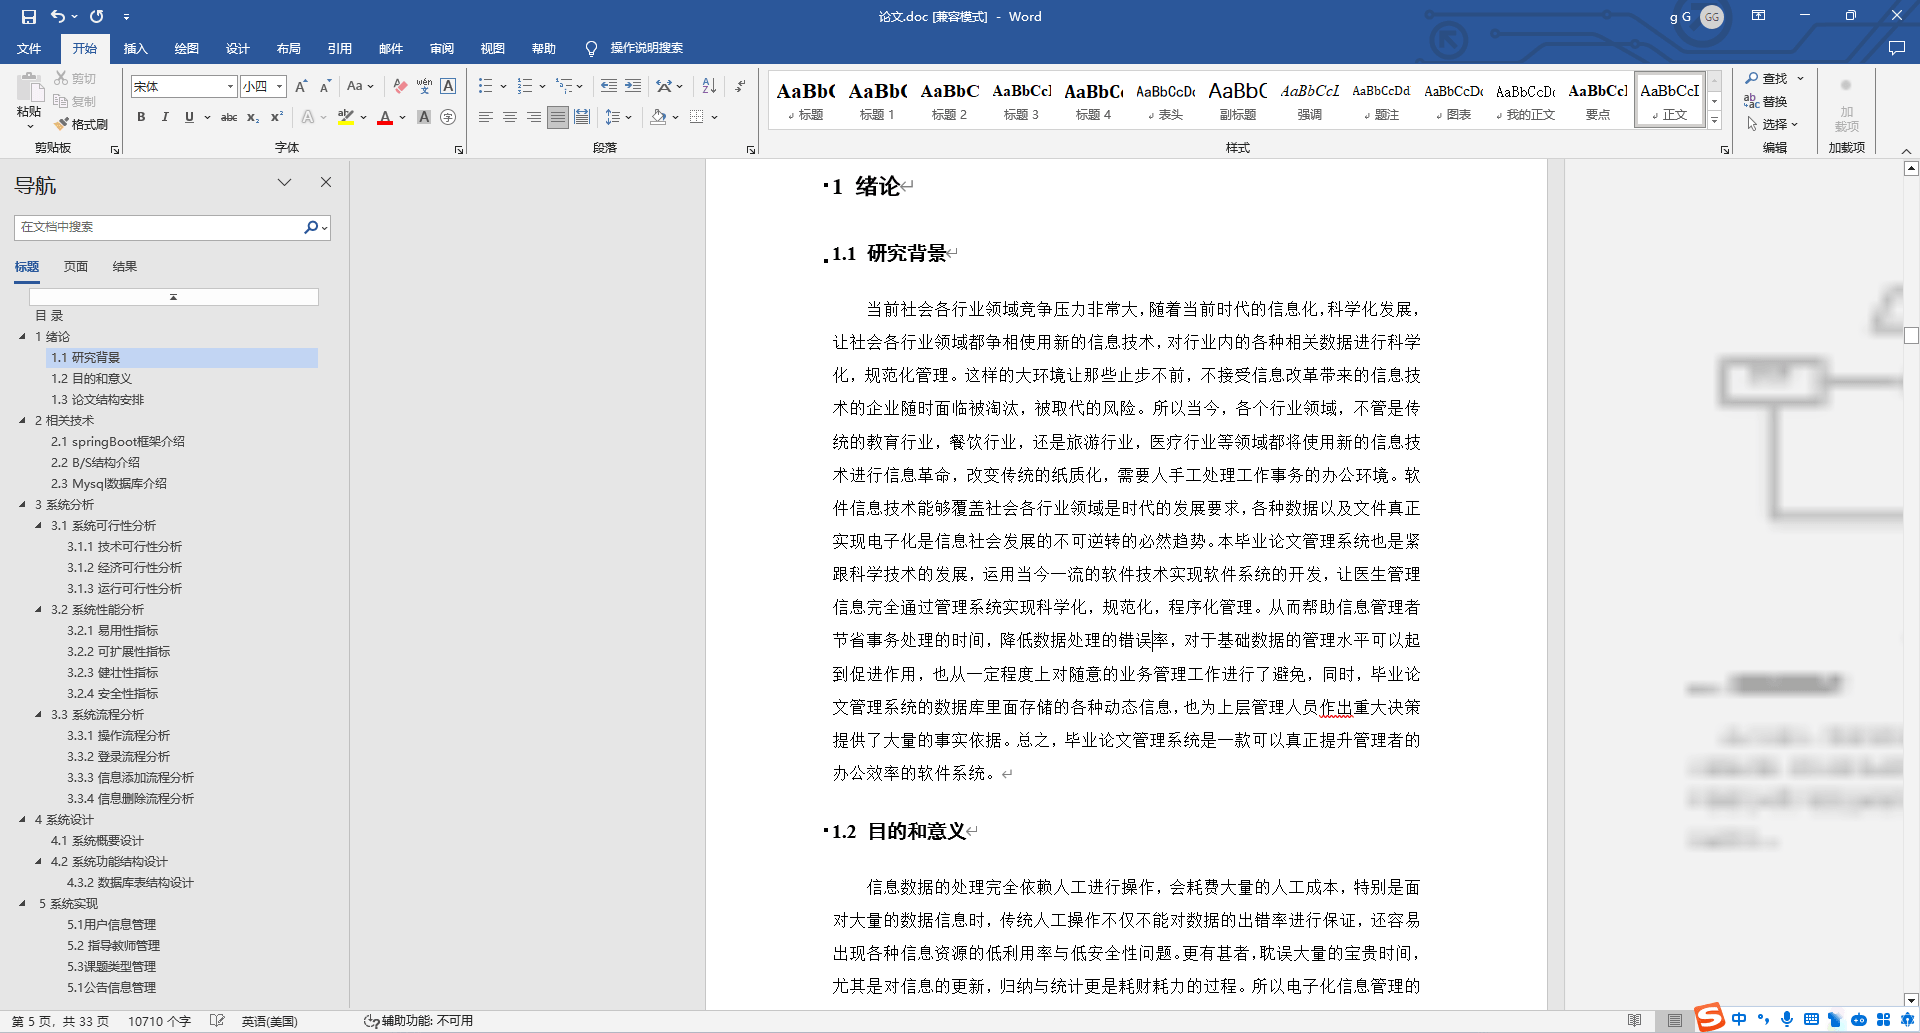 论文.doc [兼容模式] - Word
g G
GG
文件 开始 插入 绘图 设计 布局 引用 邮件 审阅 视图 帮助 操作说明搜索
粘贴
剪切
复制
格式刷
剪贴板
宋体 小四
字体
段落
AaBb( 标题
AaBb( 标题 1
AaBbC 标题 2
AaBbCc] 标题 3
AaBbC( 标题 4
AaBbCcDc 表头
AaBbC 副标题
AaBbCcL 强调
AaBbCcDd. 题注
AaBbCcDc 图表
AaBbCcDc 我的正文
AaBbCc] 要点
AaBbCcI 正文
样式
查找
替换
选择
编辑
加载项
加载项
导航
在文档中搜索
标题 页面 结果
目 录
1 绪论
1.1 研究背景
1.2 目的和意义
1.3 论文结构安排
2 相关技术
2.1 springBoot框架介绍
2.2 B/S结构介绍
2.3 Mysql数据库介绍
3 系统分析
3.1 系统可行性分析
3.1.1 技术可行性分析
3.1.2 经济可行性分析
3.1.3 运行可行性分析
3.2 系统性能分析
3.2.1 易用性指标
3.2.2 可扩展性指标
3.2.3 健壮性指标
3.2.4 安全性指标
3.3 系统流程分析
3.3.1 操作流程分析
3.3.2 登录流程分析
3.3.3 信息添加流程分析
3.3.4 信息删除流程分析
4 系统设计
4.1 系统概要设计
4.2 系统功能结构设计
4.3.2 数据库表结构设计
5 系统实现
5.1用户信息管理
5.2 指导教师管理
5.3课题类型管理
5.1公告信息管理
1 绪论
1.1 研究背景
当前社会各行业领域竞争压力非常大，随着当前时代的信息化，科学化发展，
让社会各行业领域都争相使用新的信息技术，对行业内的各种相关数据进行科学
化，规范化管理。这样的大环境让那些止步不前，不接受信息改革带来的信息技
术的企业随时面临被淘汰，被取代的风险。所以当今，各个行业领域，不管是传
统的教育行业，餐饮行业，还是旅游行业，医疗行业等领域都将使用新的信息技
术进行信息革命，改变传统的纸质化，需要人手工处理工作事务的办公环境。软
件信息技术能够覆盖社会各行业领域是时代的发展要求，各种数据以及文件真正
实现电子化是信息社会发展的不可逆转的必然趋势。本毕业论文管理系统也是紧
跟科学技术的发展，运用当今一流的软件技术实现软件系统的开发，让医生管理
信息完全通过管理系统实现科学化，规范化，程序化管理。从而帮助信息管理者
节省事务处理的时间，降低数据处理的错误率，对于基础数据的管理水平可以起
到促进作用，也从一定程度上对随意的业务管理工作进行了避免，同时，毕业论
文管理系统的数据库里面存储的各种动态信息，也为上层管理人员作出重大决策
提供了大量的事实依据。总之，毕业论文管理系统是一款可以真正提升管理者的
办公效率的软件系统。
1.2 目的和意义
信息数据的处理完全依赖人工进行操作，会耗费大量的人工成本，特别是面
对大量的数据信息时，传统人工操作不仅不能对数据的出错率进行保证，还容易
出现各种信息资源的低利用率与低安全性问题。更有甚者，耽误大量的宝贵时间，
尤其是对信息的更新，归纳与统计更是耗财耗力的过程。所以电子化信息管理的
第 5 页，共 33 页 10710 个字 英语(美国) 辅助功能: 不可用
中